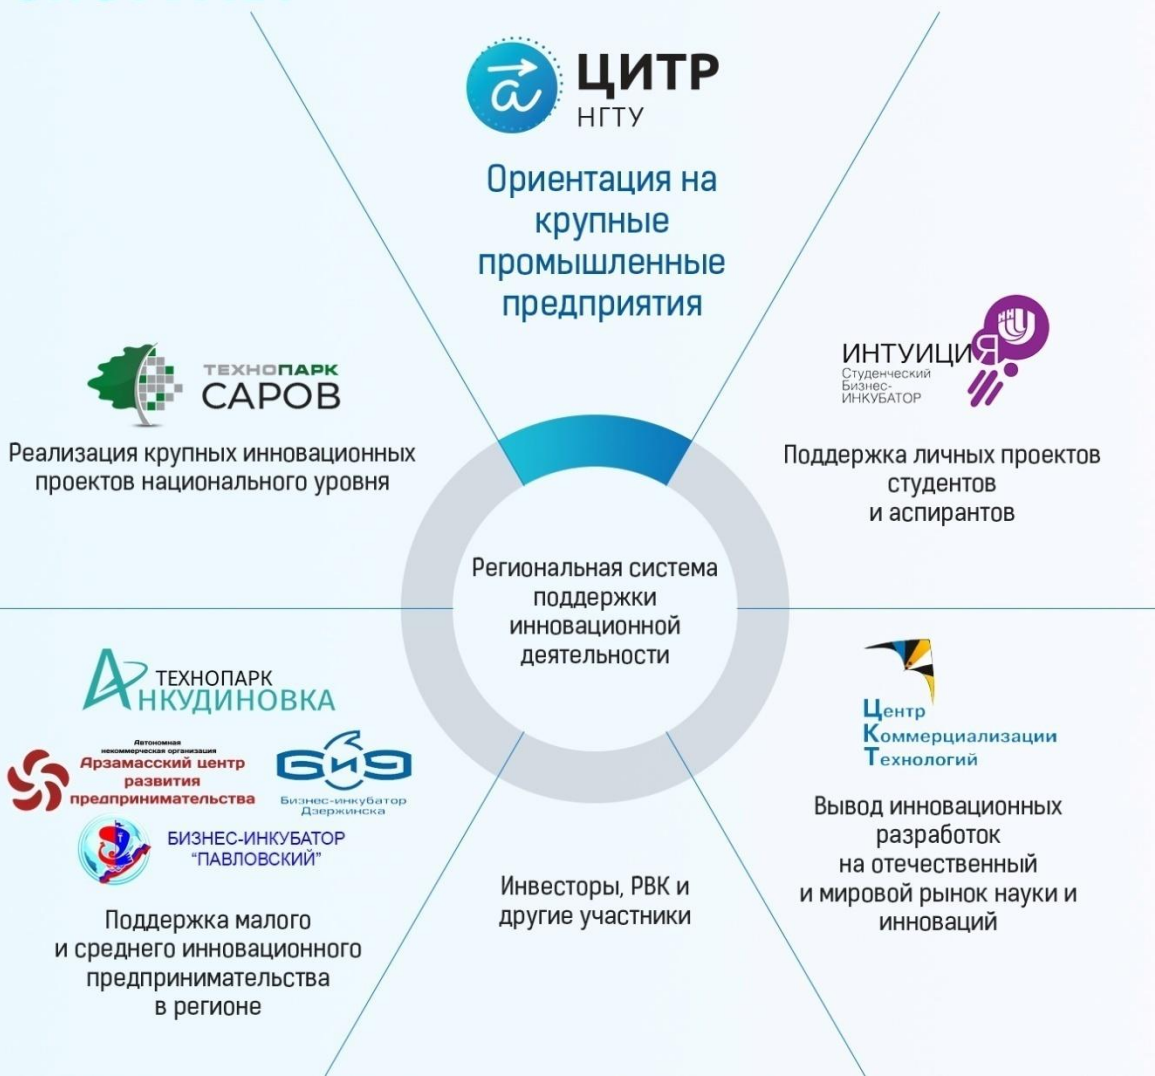 ЦИТР
НГТУ
Ориентация на
крупные
промышленные
предприятия
ТЕХНОПАРК
САРОВ
Реализация крупных инновационных
проектов национального уровня
ИНТУИЦИЯ
Студенческий
Бизнес-
ИНКУБАТОР
ННГУ
Поддержка личных проектов
студентов
и аспирантов
Региональная система
поддержки
инновационной
деятельности
ТЕХНОПАРК
АНКУДИНОВКА
Автономная
некоммерческая организация
Арзамасский центр
развития
предпринимательства
БИД
Бизнес-инкубатор
Дзержинска
БИЗНЕС-ИНКУБАТОР
"ПАВЛОВСКИЙ"
Поддержка малого
и среднего инновационного
предпринимательства
в регионе
Инвесторы, РВК и
другие участники
Центр
Коммерциализации
Технологий
Вывод инновационных
разработок
на отечественный
и мировой рынок науки и
инноваций